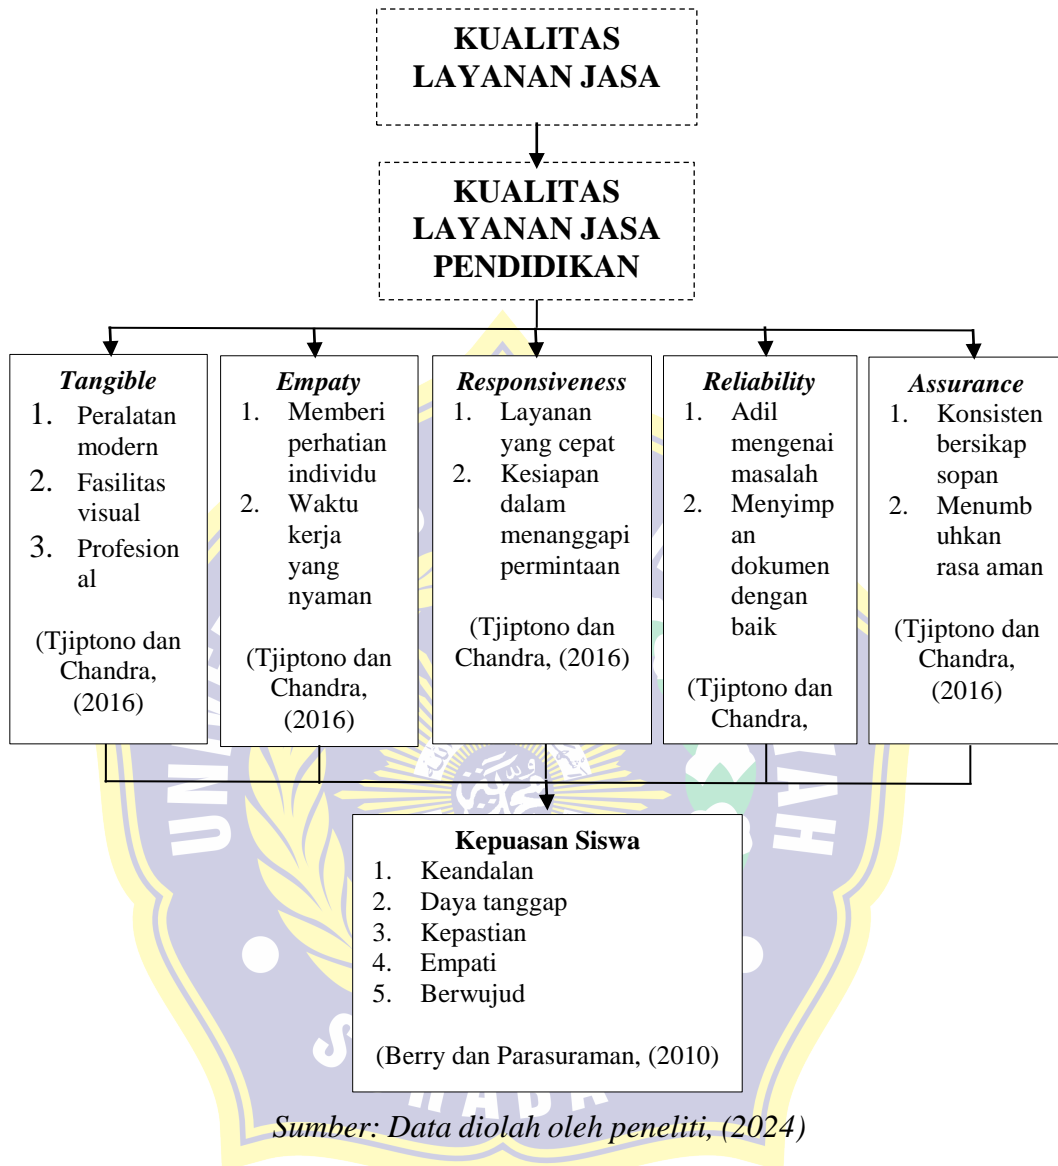 KUALITAS
LAYANAN JASA
KUALITAS
LAYANAN JASA
PENDIDIKAN
Tangible
1. Peralatan
modern
2. Fasilitas
visual
3. Profesion
al
(Tjiptono dan
Chandra,
(2016)
Empaty
1. Memberi
perhatian
individu
2. Waktu
kerja
yang
nyaman
(Tjiptono dan
Chandra,
(2016)
Responsiveness
1. Layanan
yang cepat
2. Kesiapan
dalam
menanggapi
permintaan
(Tjiptono dan
Chandra, (2016)
Reliability
1. Adil
mengenai
masalah
2. Menyimp
an
dokumen
dengan
baik
(Tjiptono dan
Chandra,
Assurance
1. Konsisten
bersikap
sopan
2. Menumb
uhkan
rasa aman
(Tjiptono dan
Chandra,
(2016)
Kepuasan Siswa
1. Keandalan
2. Daya tanggap
3. Kepastian
4. Empati
5. Berwujud
(Berry dan Parasuraman, (2010)
Sumber: Data diolah oleh peneliti, (2024)